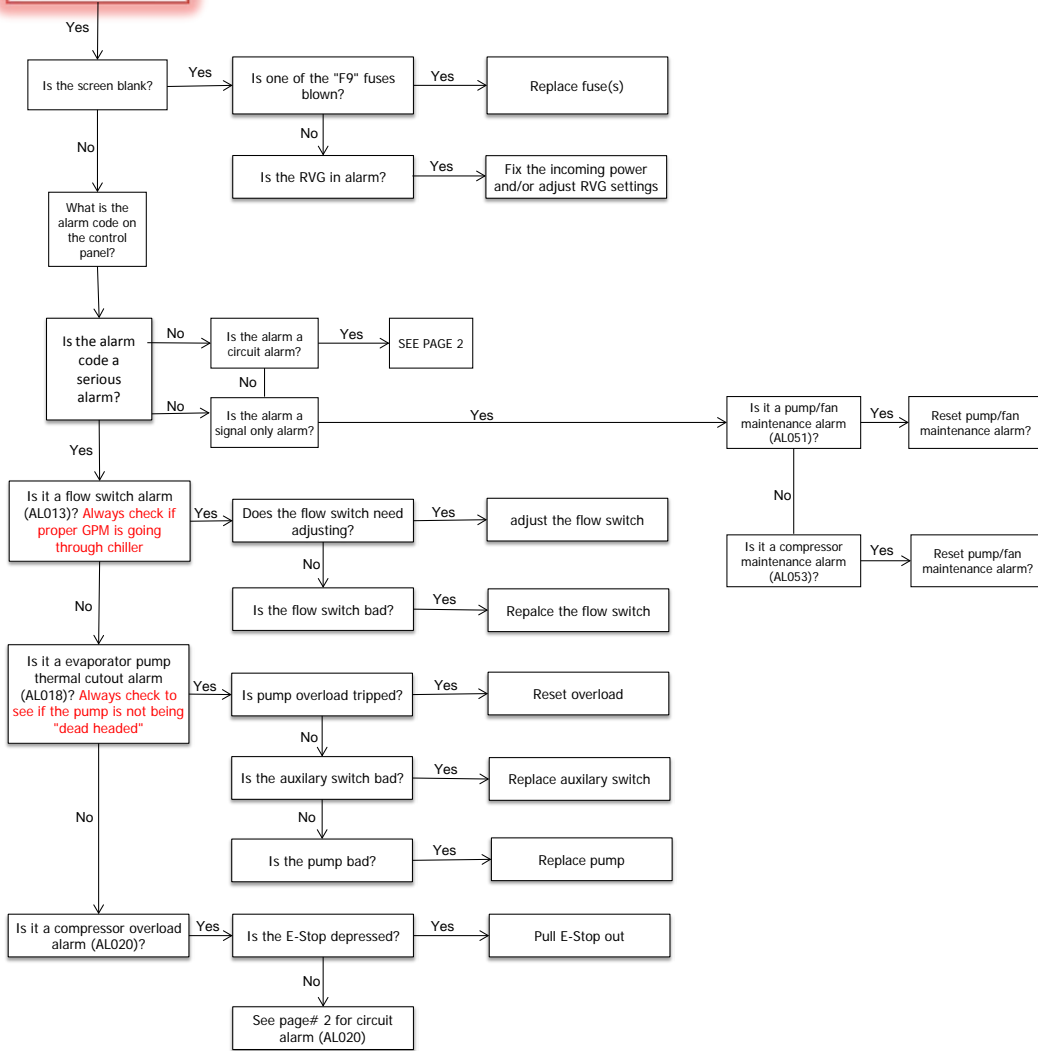 Yes
Is the screen blank?
Yes
Is one of the "F9" fuses
blown?
Yes
Replace fuse(s)
No
No
Is the RVG in alarm?
Yes
Fix the incoming power
and/or adjust RVG settings
What is the
alarm code on
the control
panel?
Is the alarm
code a
serious
alarm?
No
Is the alarm a
circuit alarm?
Yes
SEE PAGE 2
No
No
Is the alarm a
signal only alarm?
Yes
Is it a pump/fan
maintenance alarm
(AL051)?
Yes
Reset pump/fan
maintenance alarm?
No
Is it a compressor
maintenance alarm
(AL053)?
Yes
Reset pump/fan
maintenance alarm?
Yes
Is it a flow switch alarm
(AL013)? Always check if
proper GPM is going
through chiller
Yes
Does the flow switch need
adjusting?
Yes
adjust the flow switch
No
Is the flow switch bad?
Yes
Repalce the flow switch
No
Is it a evaporator pump
thermal cutout alarm
(AL018)? Always check to
see if the pump is not being
"dead headed"
Yes
Is pump overload tripped?
Yes
Reset overload
No
Is the auxilary switch bad?
Yes
Replace auxilary switch
No
Is the pump bad?
Yes
Replace pump
No
Is it a compressor overload
alarm (AL020)?
Yes
Is the E-Stop depressed?
Yes
Pull E-Stop out
No
See page# 2 for circuit
alarm (AL020)